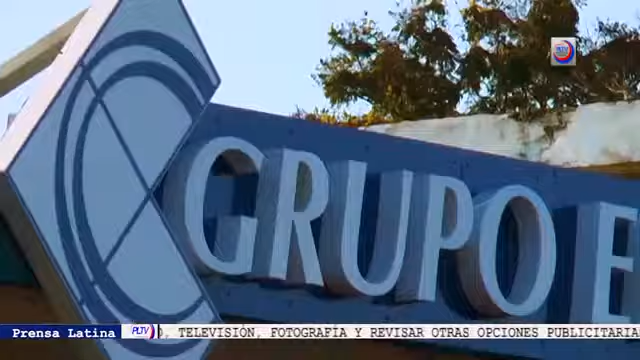 GRUPO E
Prensa Latina
PLTV
, TELEVISIÓN, FOTOGRAFÍA Y REVISAR OTRAS OPCIONES PUBLICITARIA